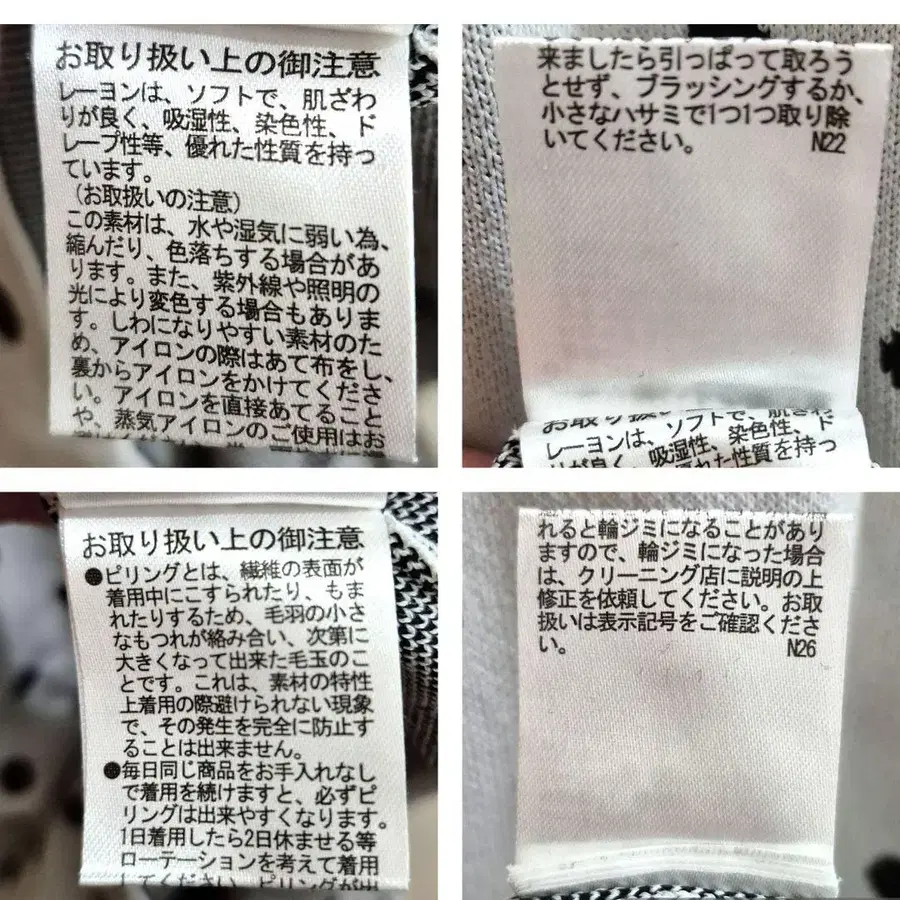 お取り扱い上の御注意
レーヨンは、ソフトで、肌ざわ
りが良く、吸湿性、染色性、ド
レープ性等、優れた性質を持っ
ています。
（お取扱いの注意）
この素材は、水や湿気に弱い為、
縮んだり、色落ちする場合があ
ります。また、紫外線や照明の
光により変色する場合もありま
す。しわになりやすい素材のた
め、アイロンの際はあて布をし、
裏からアイロンをかけてくださ
い。アイロンを直接あてること
や、蒸気アイロンのご使用はお
来ましたら引っぱって取ろう
とせず、ブラッシングするか、
小さなハサミで1つ1つ取り除
いてください。 N22
お取り扱い
レーヨンは、ソフトで、肌ざわ
りが良く、吸湿性、染色性、ド
お取り扱い上の御注意
●ピリングとは、繊維の表面が
着用中にこすられたり、もま
れたりするため、毛羽の小さ
なもつれが絡み合い、次第に
大きくなって出来た毛玉のこ
とです。これは、素材の特性
上着用の際避けられない現象
で、その発生を完全に防止す
ることは出来ません。
●毎日同じ商品をお手入れなし
で着用を続けますと、必ずピ
リングは出来やすくなります。
1日着用したら2日休ませる等
ローテーションを考えて着用
してください。ピリングが出
れると輪ジミになることがあり
ますので、輪ジミになった場合
は、クリーニング店に説明の上
修正を依頼してください。お取
扱いは表示記号をご確認くださ
い。 N26